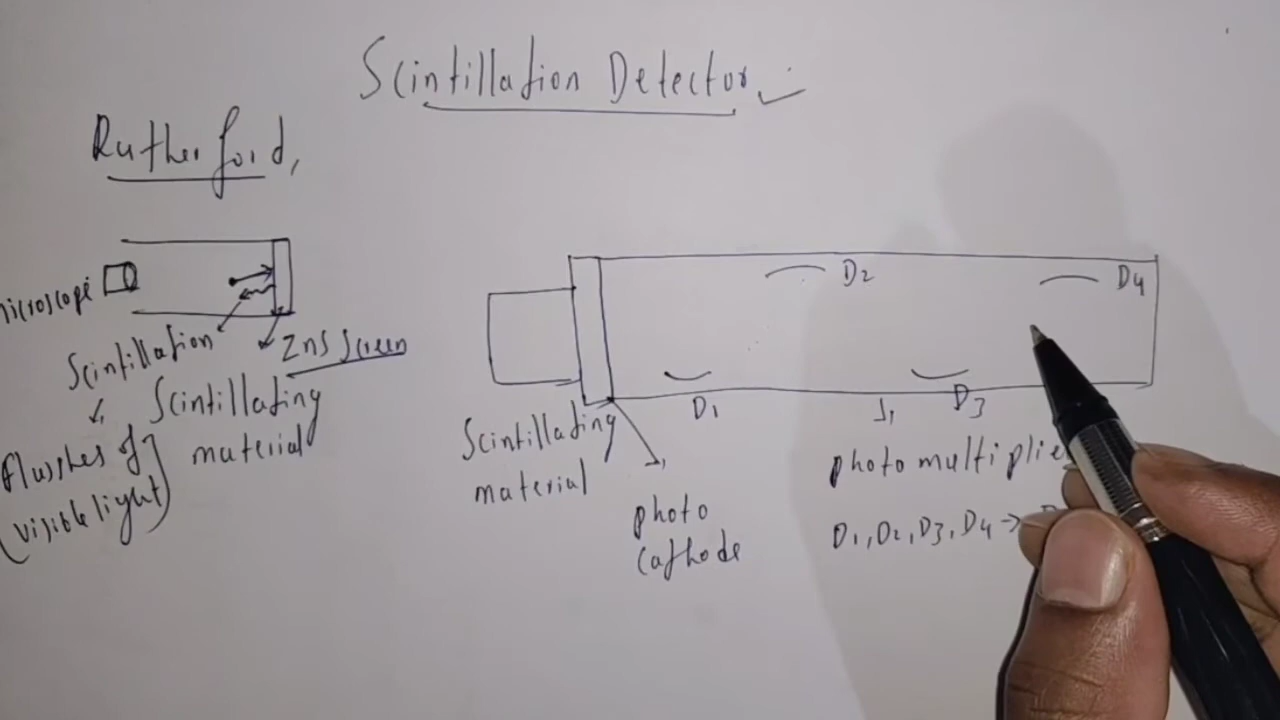 Scintillation Detector
Rutherford,
microscope
Scintillation
ZnS Screen
Scintillating
material
flashes of
(visible light)
D2
D4
D1
D3
Scintillating
material
photo
cathode
photo multiplie
D1, D2, D3, D4 →